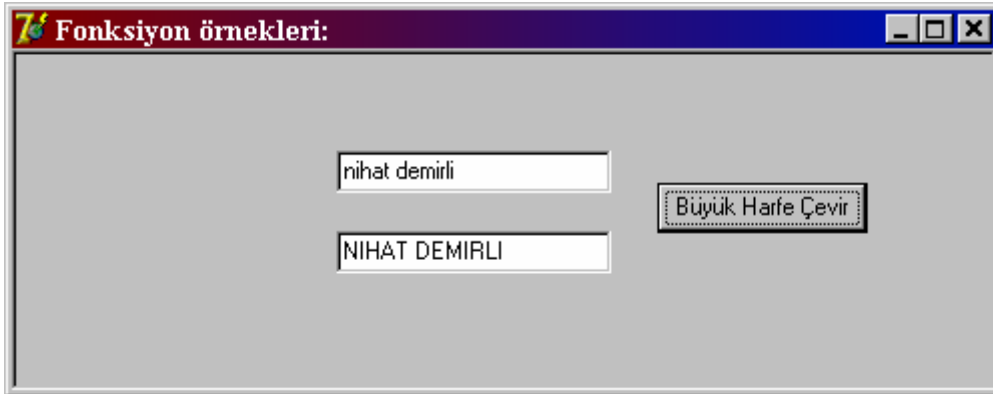 Fonksiyon örnekleri:
nihat demirli
Büyük Harfe Çevir
NIHAT DEMIRLI